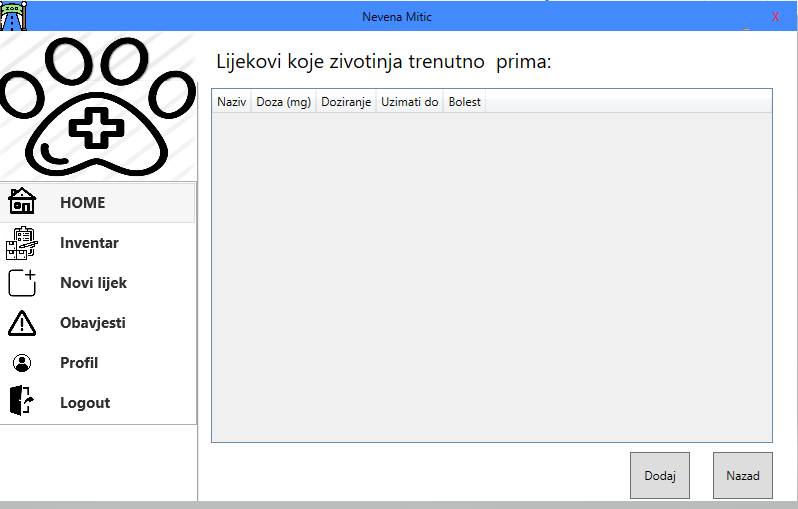 Nevena Mitic
X
Lijekovi koje zivotinja trenutno  prima:
Naziv Doza (mg) Doziranje Uzimati do Bolest
HOME
Inventar
Novi lijek
Obavjesti
Profil
Logout
Dodaj Nazad